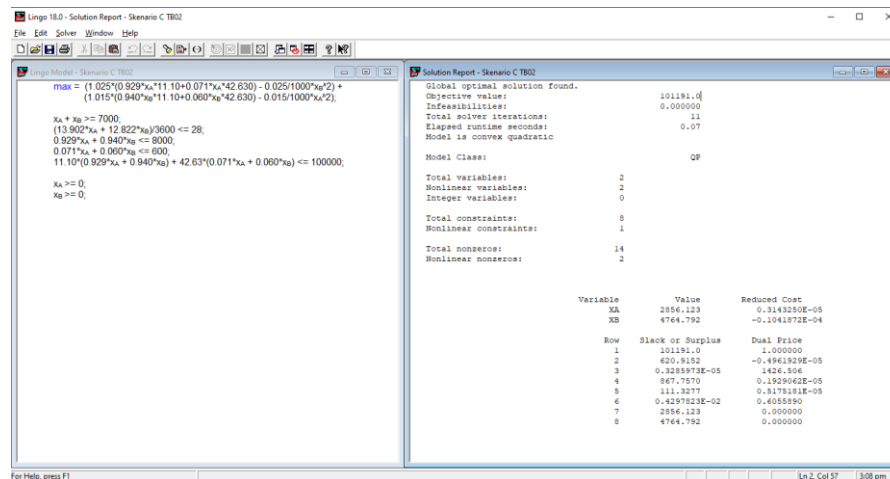 Lingo 18.0 - Solution Report - Skenario C TB02
File Edit Solver Window Help
Lingo Model - Skenario C TB02
max = (1.025*(0.929*xA*11.10+0.071*xA*42.630) - 0.025/1000*xB^2) +
(1.015*(0.940*xB*11.10+0.060*xB*42.630) - 0.015/1000*xA^2);
xA + xB >= 7000;
(13.902*xA + 12.822*xB)/3600 <= 28;
0.929*xA + 0.940*xB <= 8000;
0.071*xA + 0.060*xB <= 600;
11.10*(0.929*xA + 0.940*xB) + 42.63*(0.071*xA + 0.060*xB) <= 100000;
xA >= 0;
xB >= 0;
Solution Report - Skenario C TB02
Global optimal solution found.
Objective value: 101191.0
Infeasibilities: 0.000000
Total solver iterations: 11
Elapsed runtime seconds: 0.07
Model is convex quadratic
Model Class: QP
Total variables: 2
Nonlinear variables: 2
Integer variables: 0
Total constraints: 8
Nonlinear constraints: 1
Total nonzeros: 14
Nonlinear nonzeros: 2
Variable Value Reduced Cost
XA 2856.123 0.3143250E-05
XB 4764.792 -0.1041872E-04
Row Slack or Surplus Dual Price
1 101191.0 1.000000
2 620.9152 -0.4961929E-05
3 0.3285973E-05 1426.506
4 867.7570 0.1929062E-05
5 111.3277 0.5175181E-05
6 0.4297823E-02 0.6055890
7 2856.123 0.000000
8 4764.792 0.000000
For Help, press F1
Ln 2, Col 57 3:08 pm